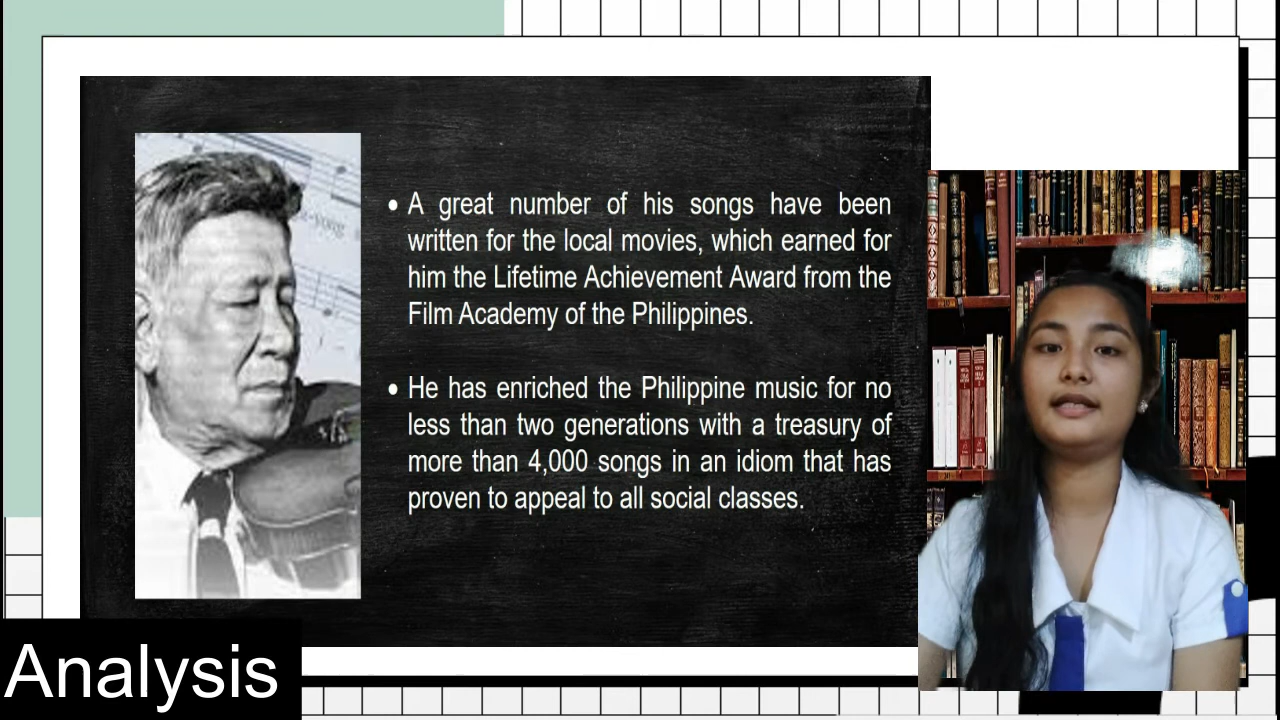 • A great number of his songs have been
written for the local movies, which earned for
him the Lifetime Achievement Award from the
Film Academy of the Philippines.
• He has enriched the Philippine music for no
less than two generations with a treasury of
more than 4,000 songs in an idiom that has
proven to appeal to all social classes.
Analysis